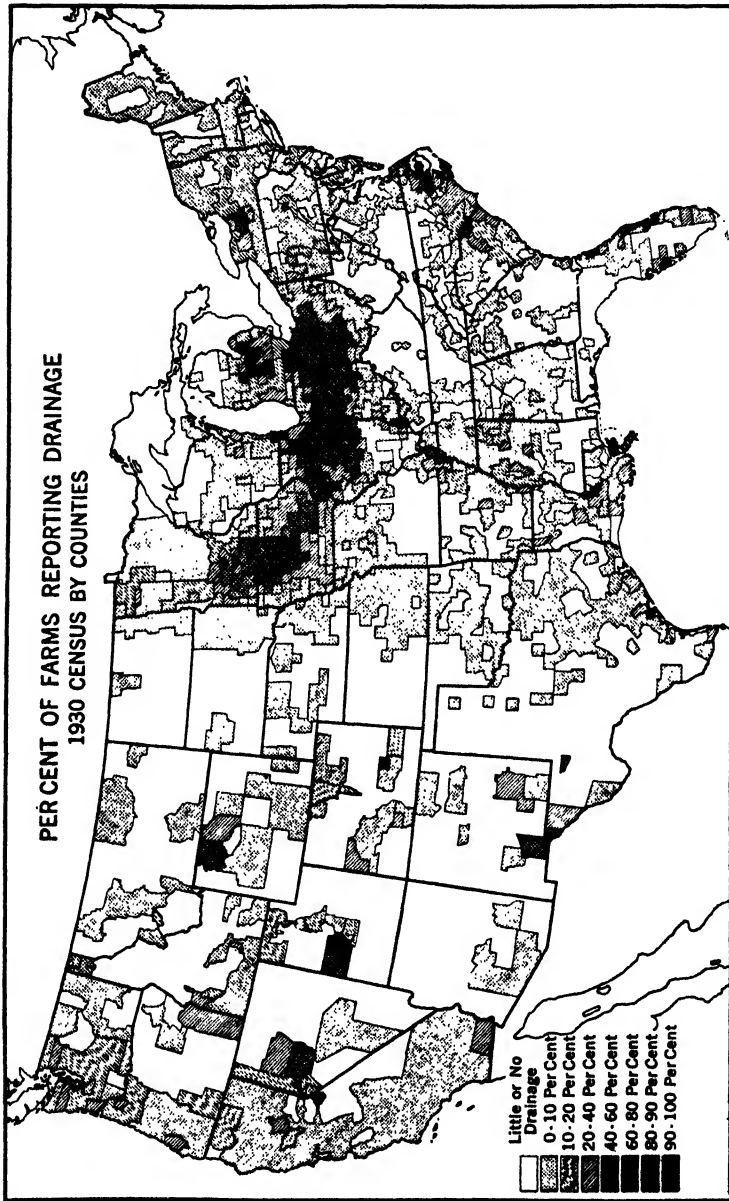 PER CENT OF FARMS REPORTING DRAINAGE
1930 CENSUS BY COUNTIES
Little or No
Drainage
0-10 Per Cent
10-20 Per Cent
20-40 Per Cent
40-60 Per Cent
60-80 Per Cent
80-90 Per Cent
90-100 Per Cent